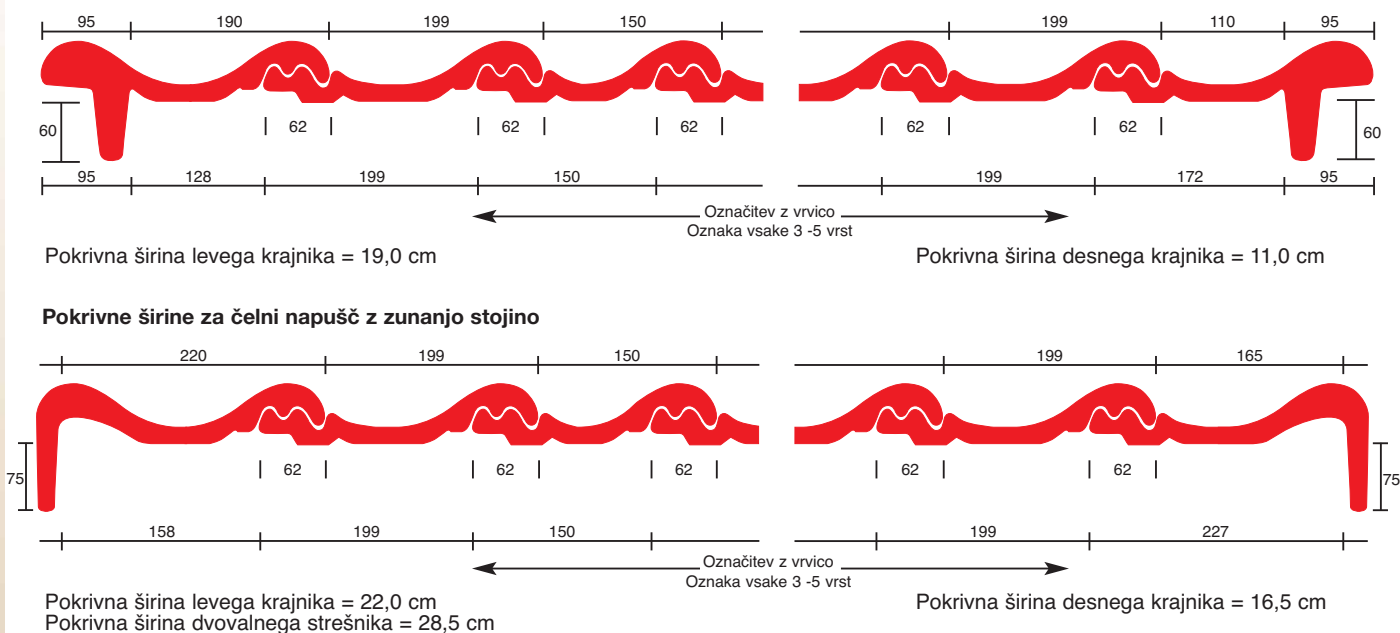 95 190 199 150 199 110 95
62 62 62 62 62
60 60
95 128 199 150 199 172 95
Označitev z vrvico
Oznaka vsake 3 -5 vrst
Pokrivna širina levega krajnika = 19,0 cm
Pokrivna širina desnega krajnika = 11,0 cm
Pokrivne širine za čelni napušč z zunanjo stojino
220 199 150 199 165
62 62 62 62 62
75 75
158 199 150 199 227
Označitev z vrvico
Oznaka vsake 3 -5 vrst
Pokrivna širina levega krajnika = 22,0 cm
Pokrivna širina desnega krajnika = 16,5 cm
Pokrivna širina dvovalnega strešnika = 28,5 cm